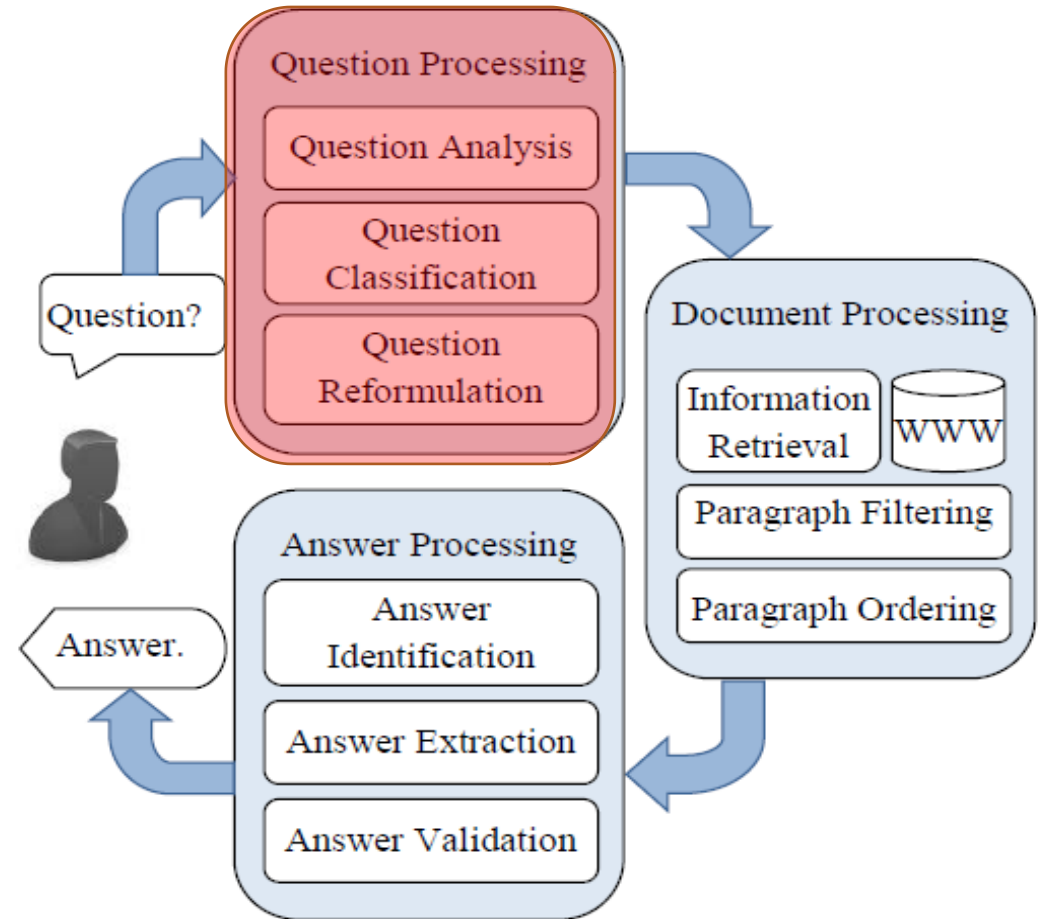 Question Processing
Question Analysis
Question
Classification
Question
Reformulation
Question?
Document Processing
Information
Retrieval
WWW
Paragraph Filtering
Paragraph Ordering
Answer Processing
Answer
Identification
Answer Extraction
Answer Validation
Answer.